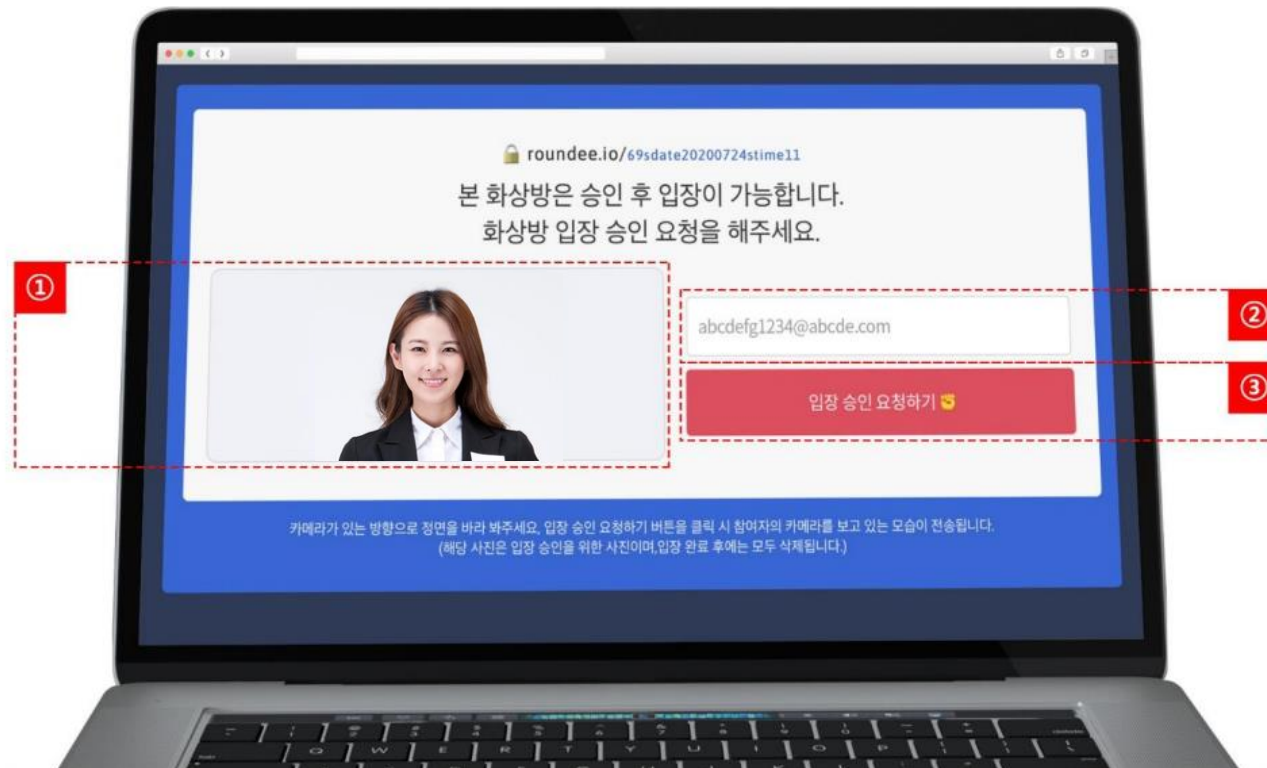 🔒 roundee.io/69sdate20200724stime11
본 화상방은 승인 후 입장이 가능합니다.
화상방 입장 승인 요청을 해주세요.
①
②
abcdefg1234@abcde.com
③
입장 승인 요청하기 ✊
카메라가 있는 방향으로 정면을 바라 봐주세요, 입장 승인 요청하기 버튼을 클릭 시 참여자의 카메라를 보고 있는 모습이 전송됩니다.
(해당 사진은 입장 승인을 위한 사진이며,입장 완료 후에는 모두 삭제됩니다.)
Q W E R T Y U I O P